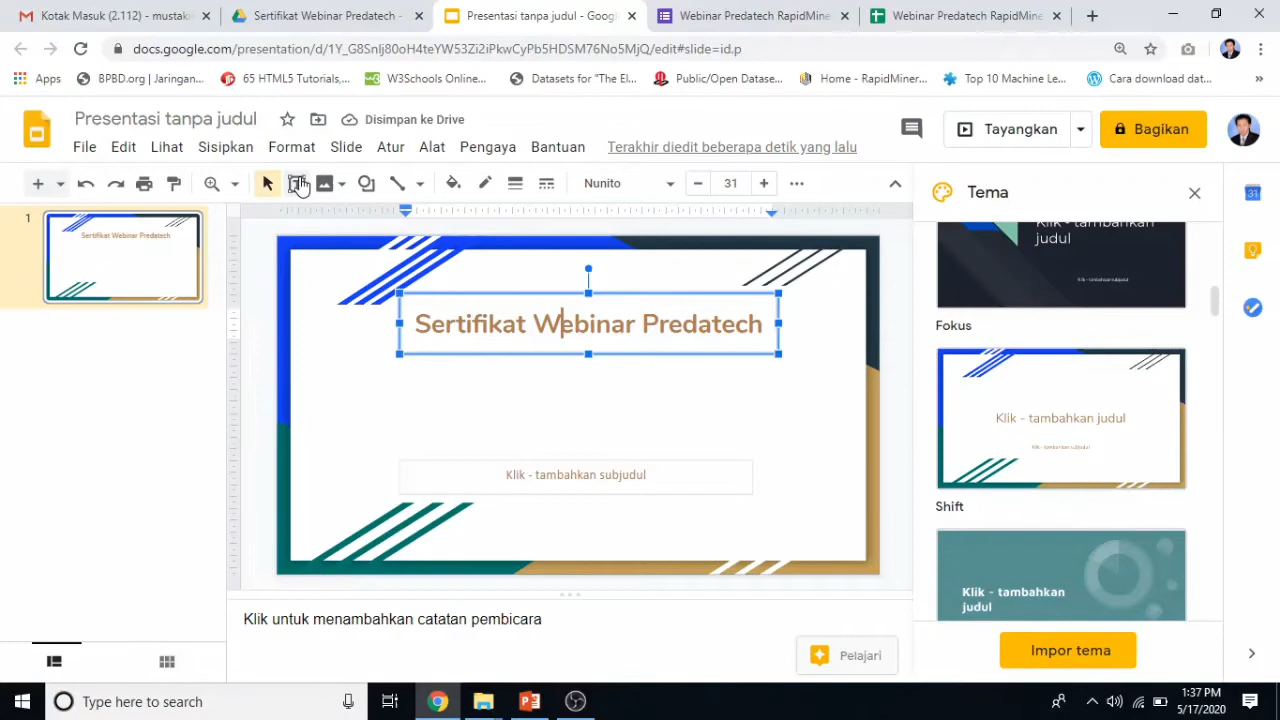 Kotak Masuk (2.112) - mustak
Sertifikat Webinar Predatech
Presentasi tanpa judul - Goog
Webinar Predatech RapidMine
Webinar Predatech RapidMine
docs.google.com/presentation/d/1Y_G8SnIj80oH4teYW53Zi2iPkwCyPb5HDSM76No5MjQ/edit#slide=id.p
Apps
BPBD.org | Jaringan...
65 HTML5 Tutorials,...
W3Schools Online...
Datasets for "The El...
Public/Open Datase...
Home - RapidMiner...
Top 10 Machine Le...
Cara download dat...
»
Presentasi tanpa judul
Disimpan ke Drive
Tayangkan
Bagikan
File Edit Lihat Sisipkan Format Slide Atur Alat Pengaya Bantuan
Terakhir diedit beberapa detik yang lalu
Nunito
31
Tema
1
Sertifikat Webinar Predatech
Sertifikat Webinar Predatech
Klik - tambahkan subjudul
Klik untuk menambahkan catatan pembicara
Pelajari
Klik - tambahkan
judul
Klik - tambahkan subjudul
Fokus
Klik - tambahkan judul
Klik - tambahkan subjudul
Shift
Klik - tambahkan
judul
Impor tema
31
Type here to search
1:37 PM
5/17/2020